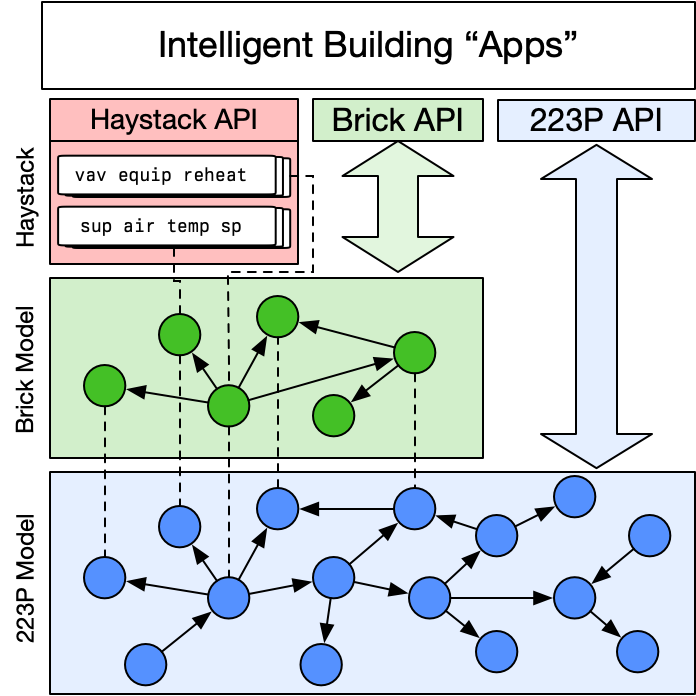 Intelligent Building “Apps”
Haystack API
Brick API
223P API
Haystack
vav equip reheat
sup air temp sp
Brick Model
223P Model